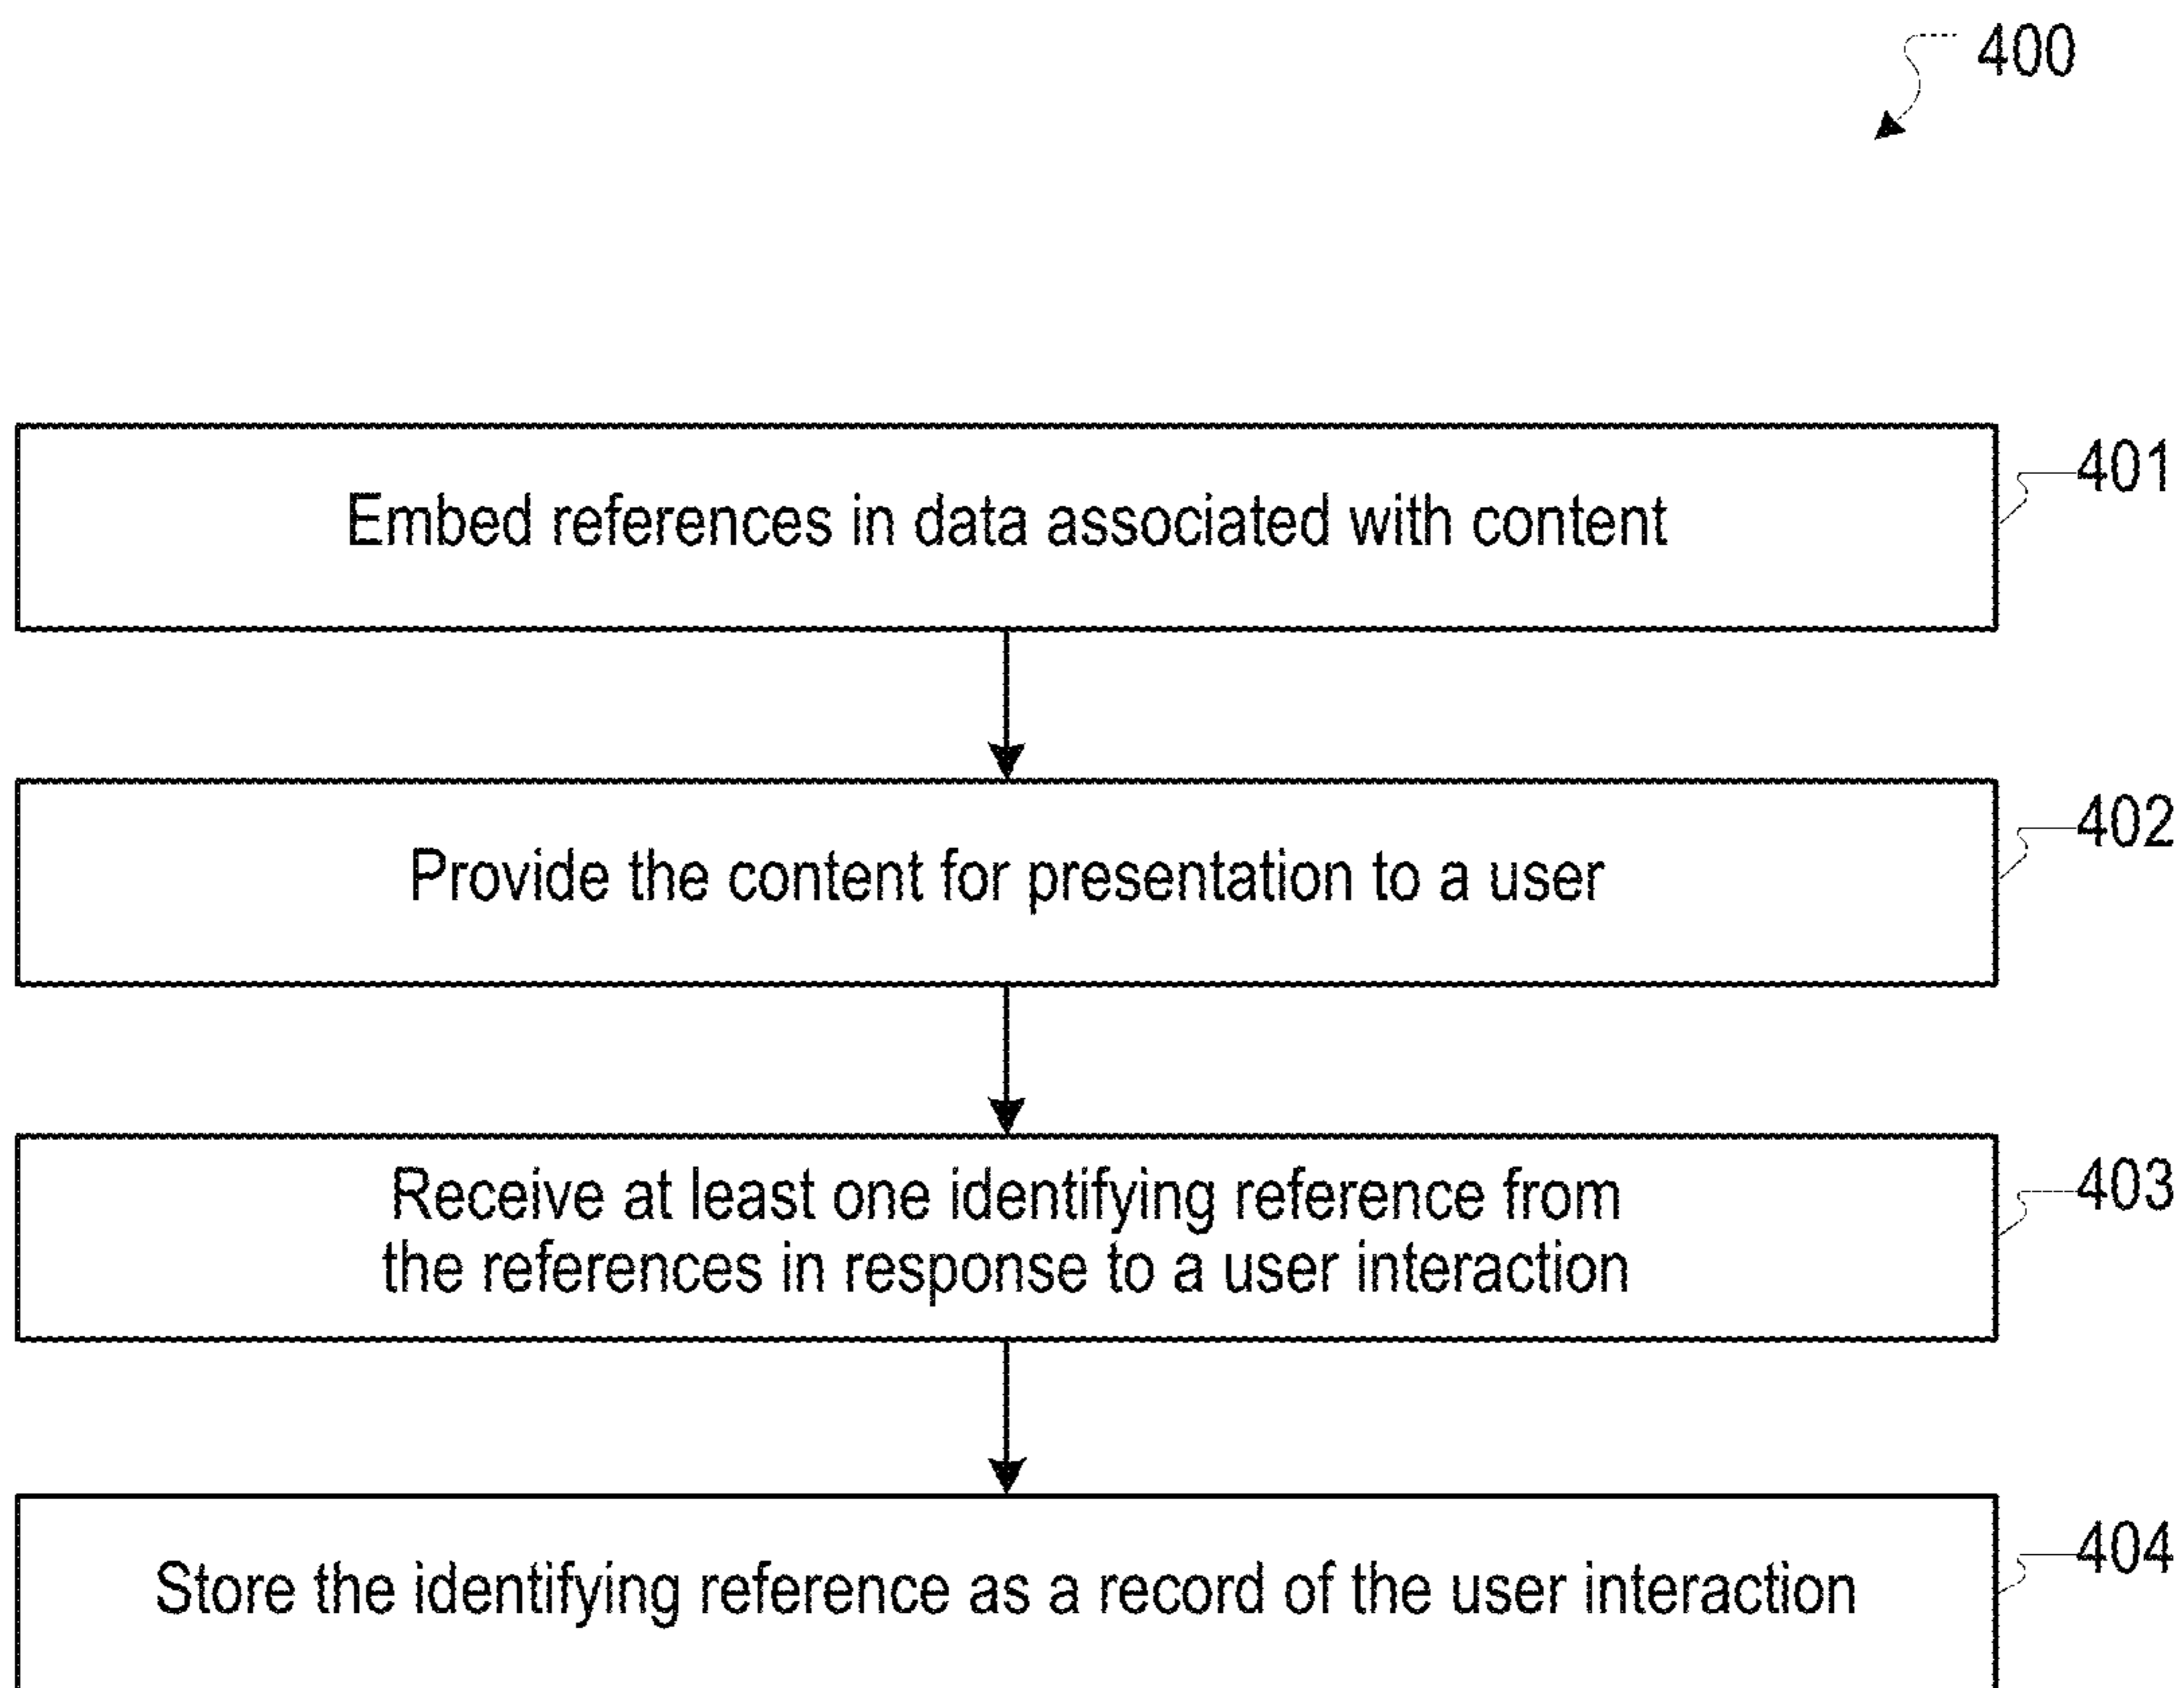 400
Embed references in data associated with content
401
Provide the content for presentation to a user
402
Receive at least one identifying reference from
the references in response to a user interaction
403
Store the identifying reference as a record of the user interaction
404